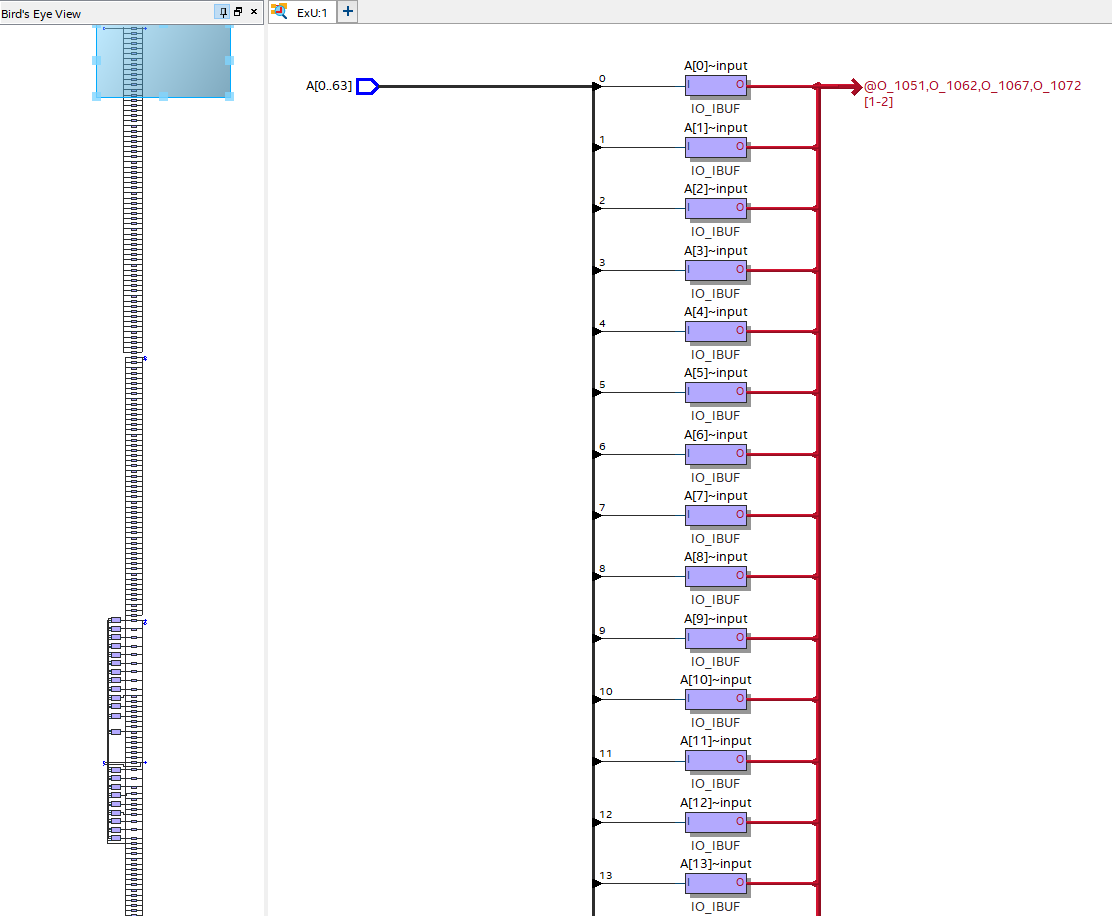 Bird's Eye View
ExU:1
A[0..63]
0
A[0]~input
I O
IO_IBUF
@O_1051,O_1062,O_1067,O_1072
[1-2]
1
A[1]~input
I O
IO_IBUF
2
A[2]~input
I O
IO_IBUF
3
A[3]~input
I O
IO_IBUF
4
A[4]~input
I O
IO_IBUF
5
A[5]~input
I O
IO_IBUF
6
A[6]~input
I O
IO_IBUF
7
A[7]~input
I O
IO_IBUF
8
A[8]~input
I O
IO_IBUF
9
A[9]~input
I O
IO_IBUF
10
A[10]~input
I O
IO_IBUF
11
A[11]~input
I O
IO_IBUF
12
A[12]~input
I O
IO_IBUF
13
A[13]~input
I O
IO_IBUF